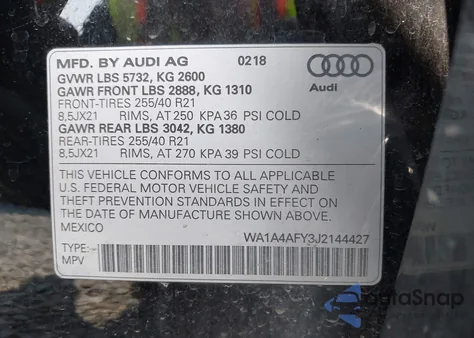 MFD. BY AUDI AG 0218
GVWR LBS 5732, KG 2600
GAWR FRONT LBS 2888, KG 1310
FRONT-TIRES 255/40 R21
8,5JX21 RIMS, AT 250 KPA 36 PSI COLD
GAWR REAR LBS 3042, KG 1380
REAR-TIRES 255/40 R21
8,5JX21 RIMS, AT 270 KPA 39 PSI COLD
Audi
THIS VEHICLE CONFORMS TO ALL APPLICABLE
U.S. FEDERAL MOTOR VEHICLE SAFETY AND
THEFT PREVENTION STANDARDS IN EFFECT ON
THE DATE OF MANUFACTURE SHOWN ABOVE.
MEXICO WA1A4AFY3J2144427
TYPE:-
MPV
AutoSnap